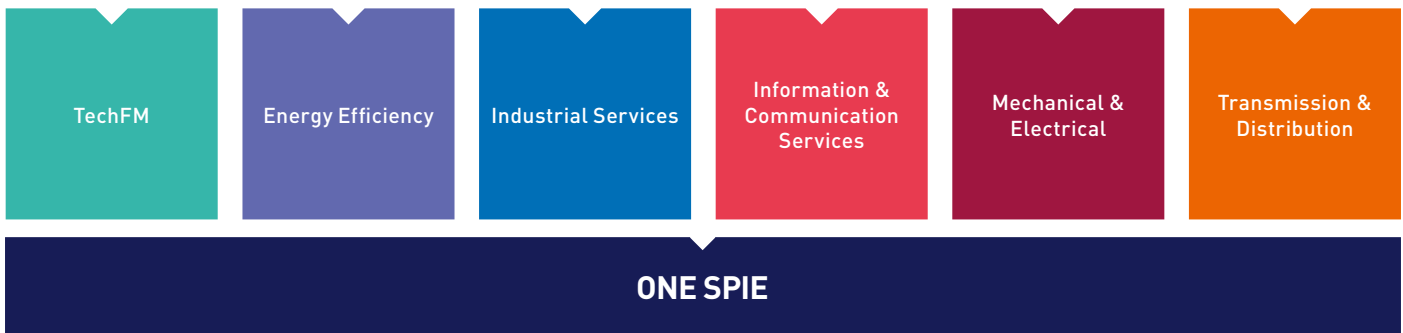 TechFM
Energy Efficiency
Industrial Services
Information &
Communication
Services
Mechanical &
Electrical
Transmission &
Distribution
ONE SPIE